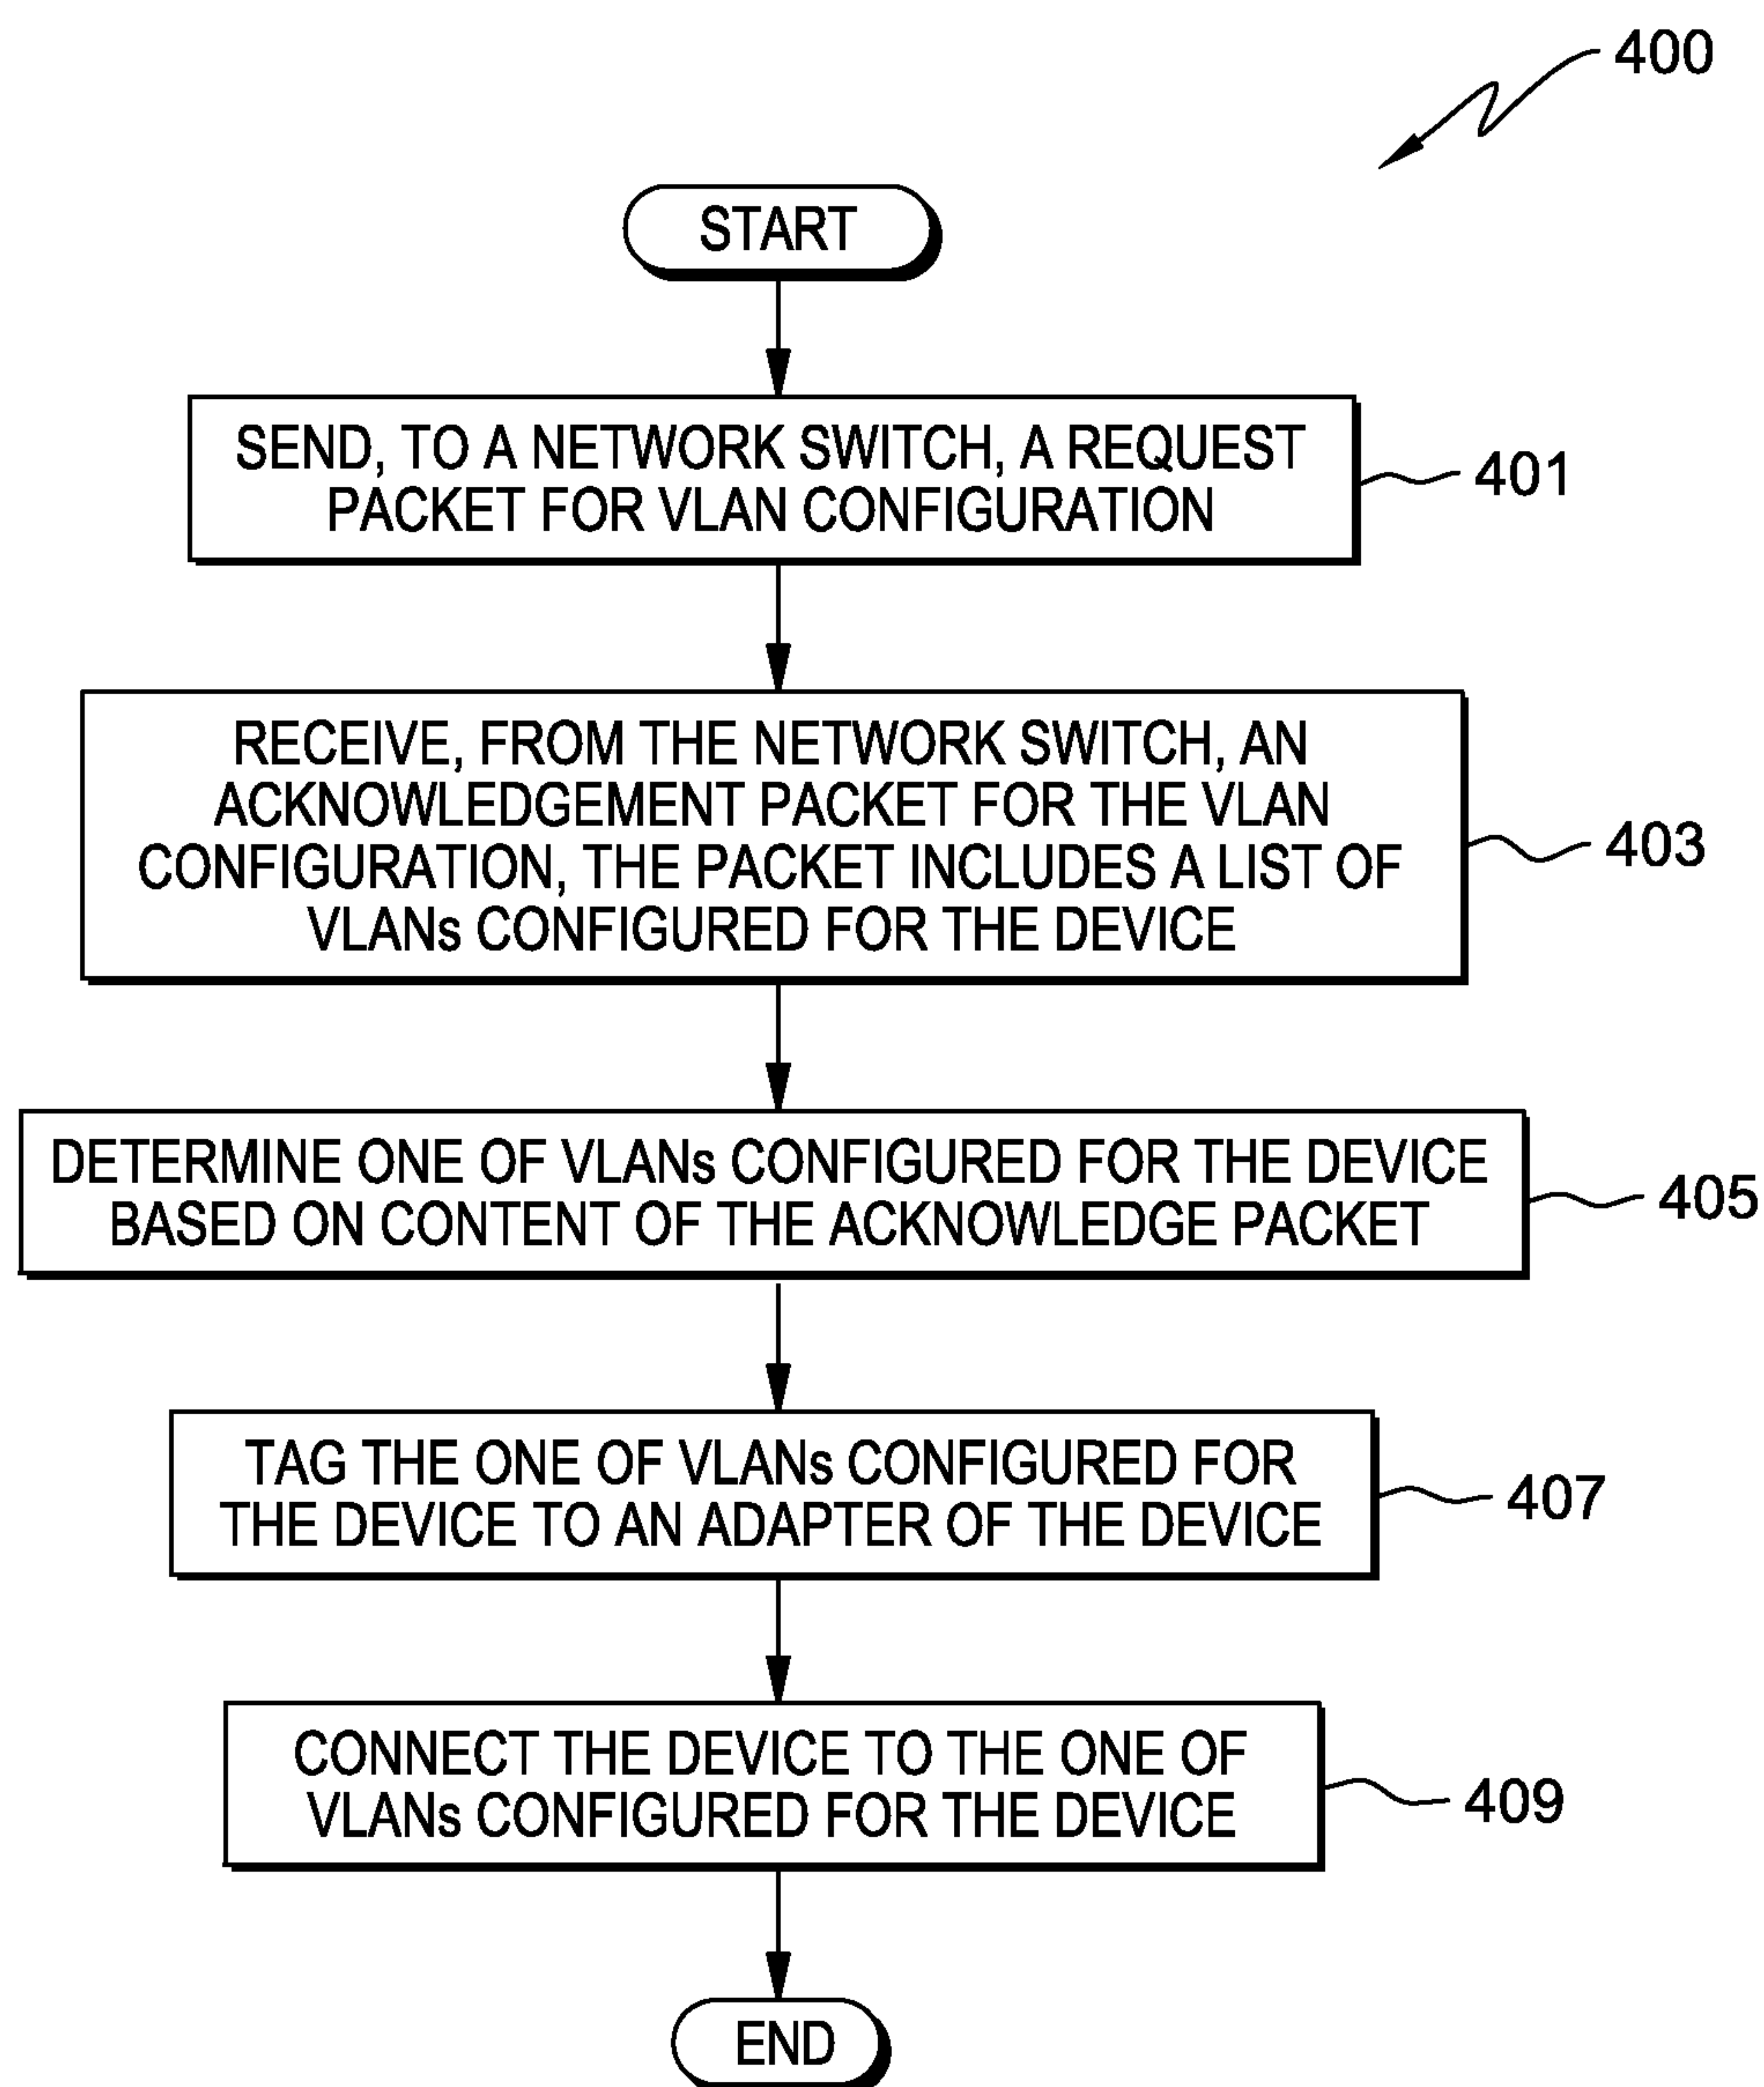 400
START
SEND, TO A NETWORK SWITCH, A REQUEST
PACKET FOR VLAN CONFIGURATION
401
RECEIVE, FROM THE NETWORK SWITCH, AN
ACKNOWLEDGEMENT PACKET FOR THE VLAN
CONFIGURATION, THE PACKET INCLUDES A LIST OF
VLANs CONFIGURED FOR THE DEVICE
403
DETERMINE ONE OF VLANs CONFIGURED FOR THE DEVICE
BASED ON CONTENT OF THE ACKNOWLEDGE PACKET
405
TAG THE ONE OF VLANs CONFIGURED FOR
THE DEVICE TO AN ADAPTER OF THE DEVICE
407
CONNECT THE DEVICE TO THE ONE OF
VLANs CONFIGURED FOR THE DEVICE
409
END